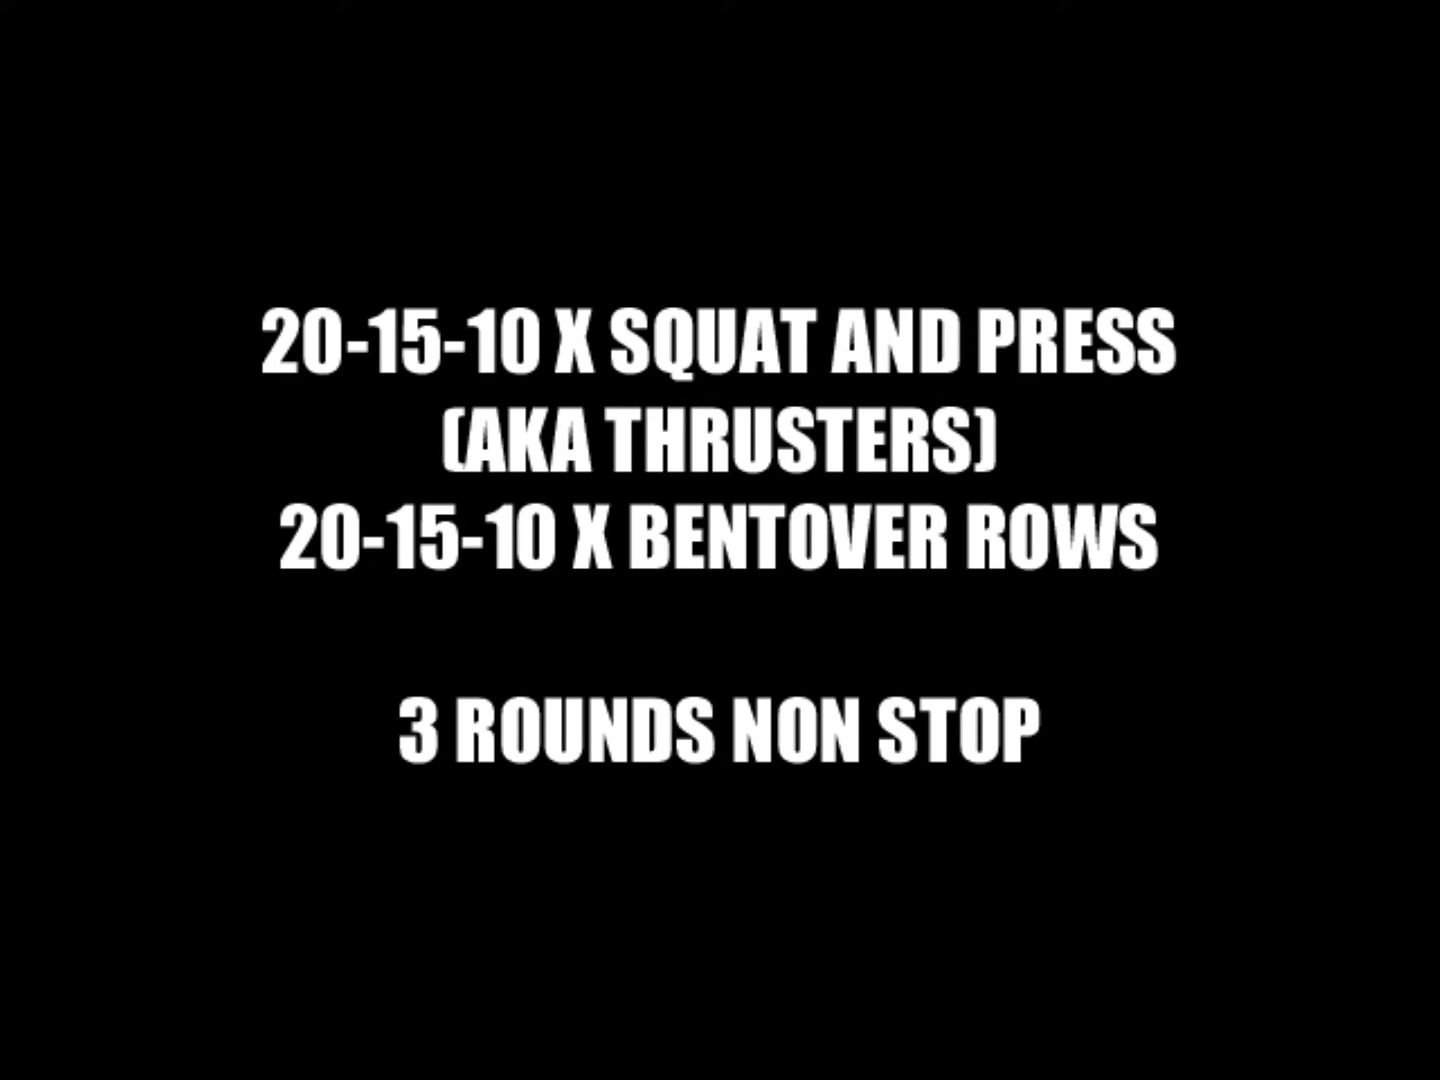 20-15-10 X SQUAT AND PRESS
(AKA THRUSTERS)
20-15-10 X BENTOVER ROWS
3 ROUNDS NON STOP